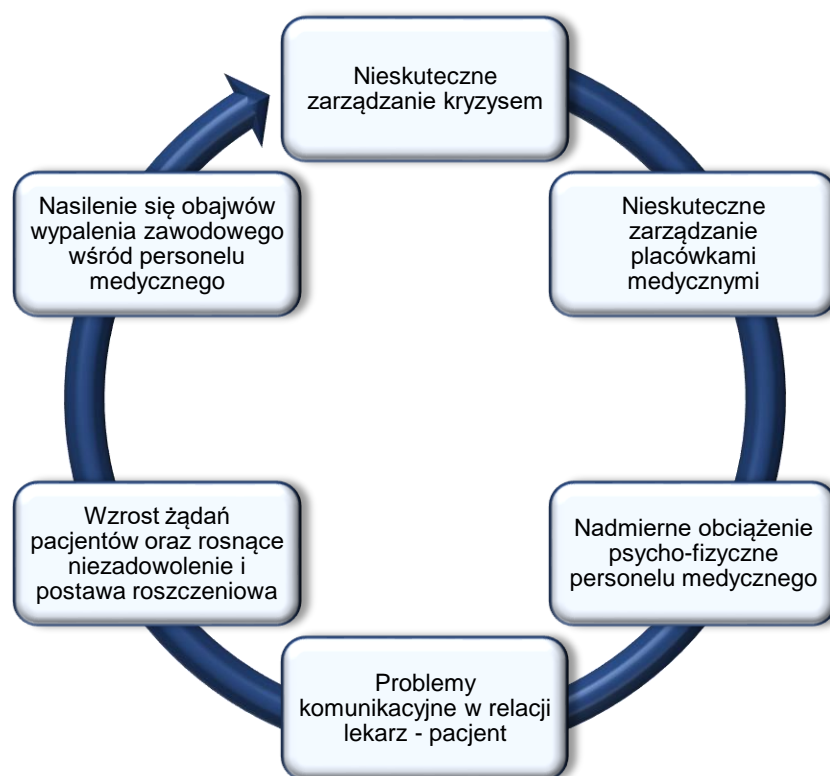 Nieskuteczne
zarządzanie kryzysem
Nieskuteczne
zarządzanie
placówkami
medycznymi
Nadmierne obciążenie
psycho-fizyczne
personelu medycznego
Problemy
komunikacyjne w relacji
lekarz - pacjent
Wzrost żądań
pacjentów oraz rosnące
niezadowolenie i
postawa roszczeniowa
Nasilenie się obajwów
wypalenia zawodowego
wśród personelu
medycznego